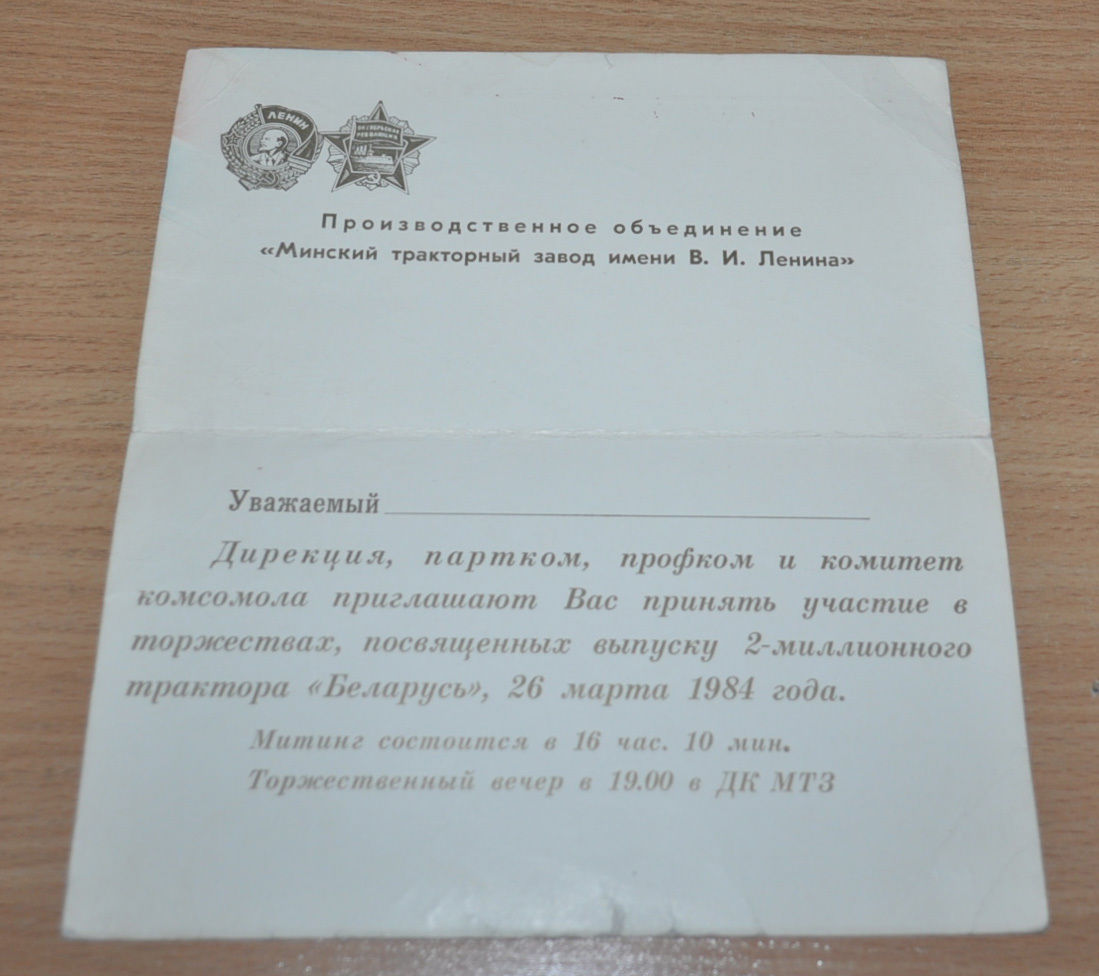 ЛЕНИН
ОКТЯБРЬСКАЯ
РЕВОЛЮЦИЯ
Производственное объединение
«Минский тракторный завод имени В. И. Ленина»
Уважаемый
Дирекция, партком, профком и комитет
комсомола приглашают Вас принять участие в
торжествах, посвященных выпуску 2-миллионного
трактора «Беларусь», 26 марта 1984 года.
Митинг состоится в 16 час. 10 мин.
Торжественный вечер в 19.00 в ДК МТЗ